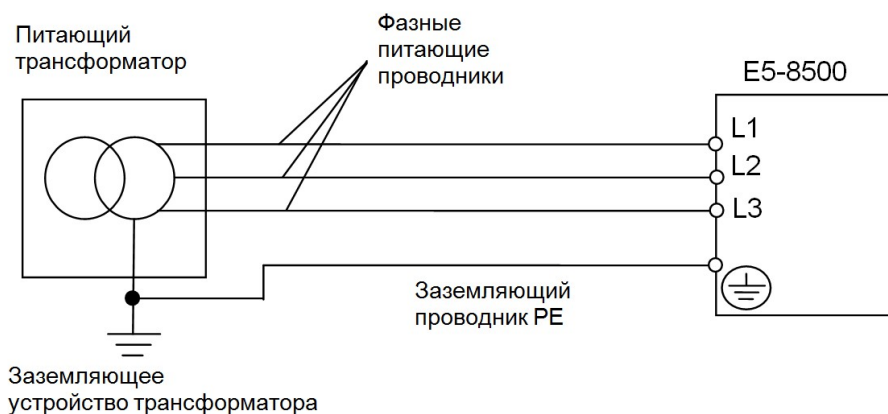 Питающий
трансформатор
Фазные
питающие
проводники
E5-8500
L1
L2
L3
Заземляющий
проводник PE
Заземляющее
устройство трансформатора